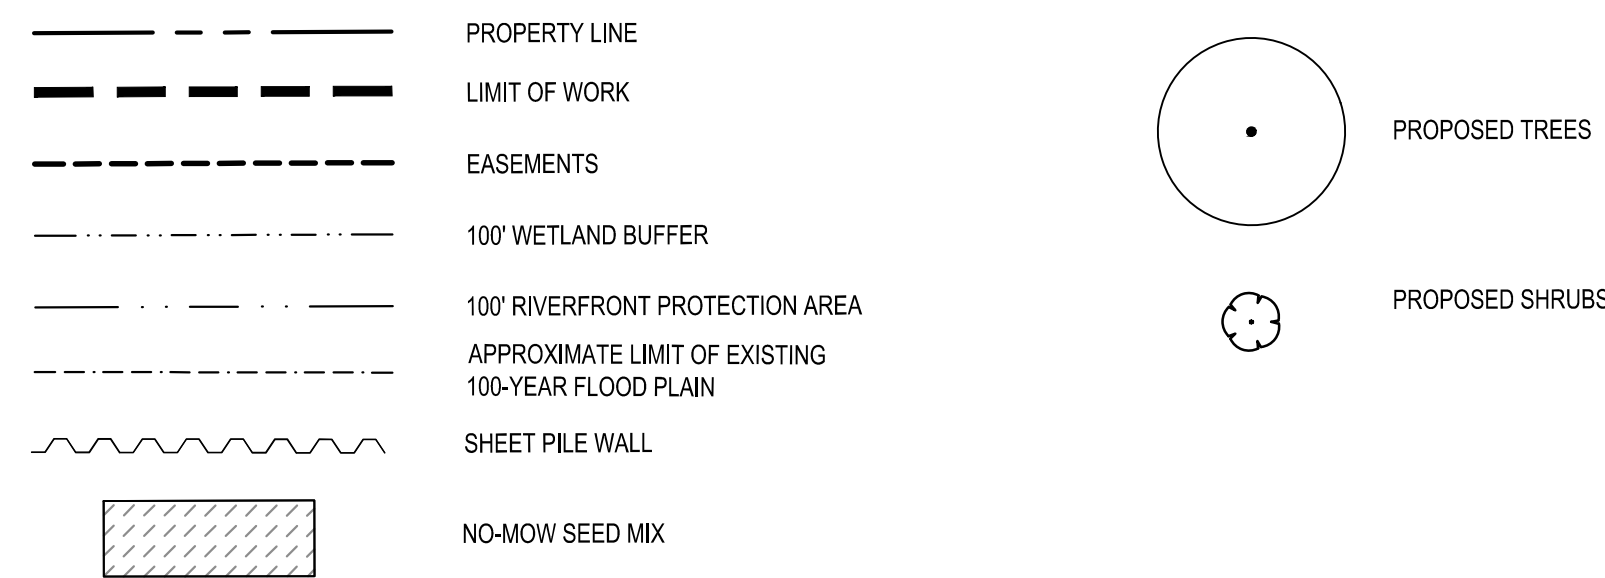 PROPERTY LINE
LIMIT OF WORK
EASEMENTS
100' WETLAND BUFFER
100' RIVERFRONT PROTECTION AREA
APPROXIMATE LIMIT OF EXISTING
100-YEAR FLOOD PLAIN
SHEET PILE WALL
NO-MOW SEED MIX
PROPOSED TREES
PROPOSED SHRUBS